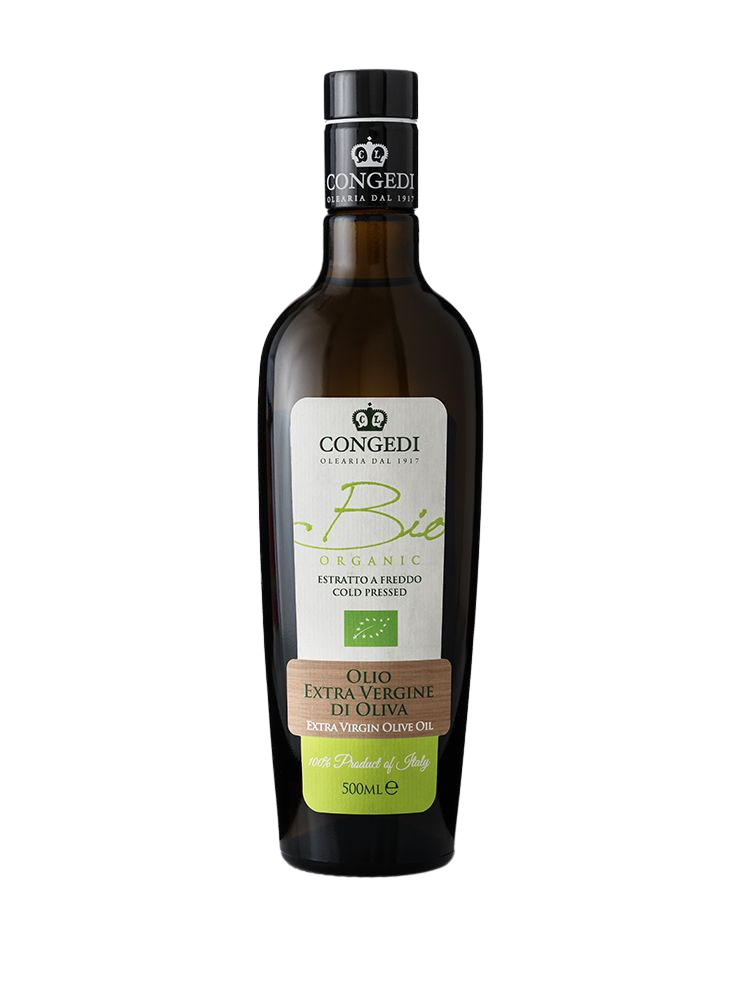 C L
CONGEDI
OLEARIA DAL 1917
C L
CONGEDI
OLEARIA DAL 1917
Bio
ORGANIC
ESTRATTO A FREDDO
COLD PRESSED
OLIO
EXTRA VERGINE
DI OLIVA
EXTRA VIRGIN OLIVE OIL
100% Product of Italy
500ML ℮